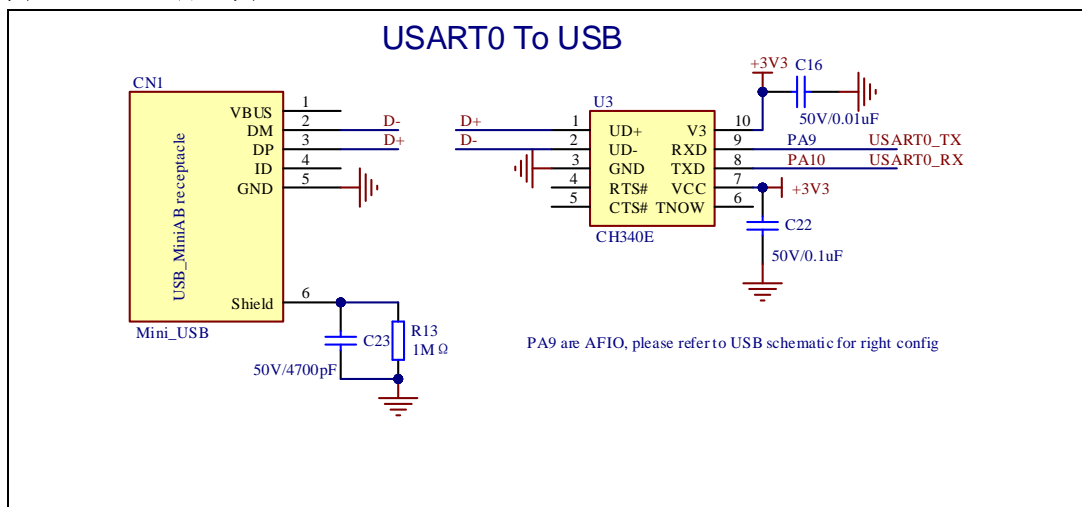 USART0 To USB
CN1
USB_MiniAB receptacle
VBUS 1
DM 2 D-
DP 3 D+
ID 4
GND 5
Shield 6
Mini_USB
C23
50V/4700pF
R13
1MΩ
U3
D+ 1 UD+ V3 10
D- 2 UD- RXD 9 PA9 USART0_TX
3 GND TXD 8 PA10 USART0_RX
4 RTS# VCC 7 +3V3
5 CTS# TNOW 6
CH340E
+3V3 C16
50V/0.01uF
C22
50V/0.1uF
PA9 are AFIO, please refer to USB schematic for right config